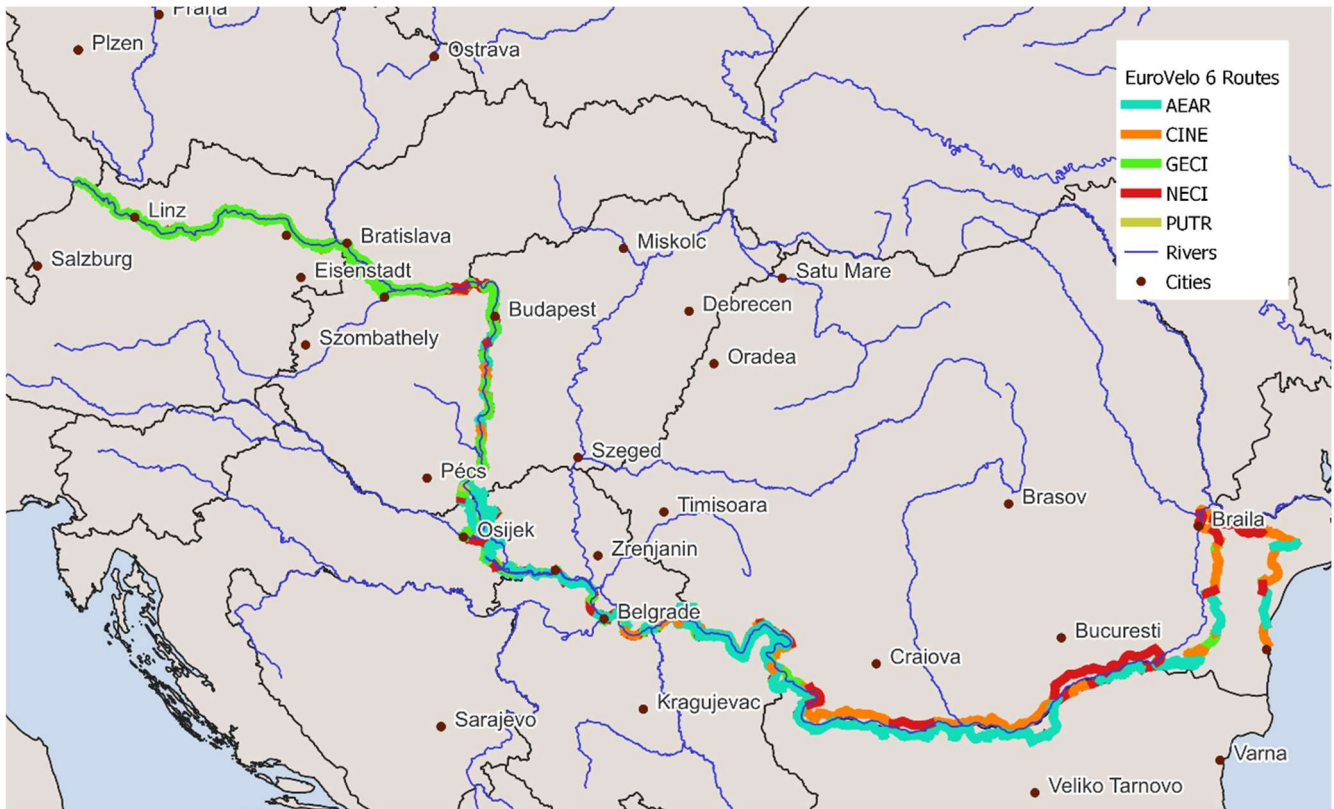 Praha
Plzen
Ostrava
EuroVelo 6 Routes
AEAR
CINE
GECI
NECI
PUTR
Rivers
Cities
Linz
Bratislava
Miskolc
Salzburg
Eisenstadt
Satu Mare
Debrecen
Budapest
Szombathely
Oradea
Szeged
Pécs
Timisoara
Brasov
Braila
Osijek
Zrenjanin
Belgrade
Bucuresti
Craiova
Kragujevac
Sarajevo
Varna
Veliko Tarnovo